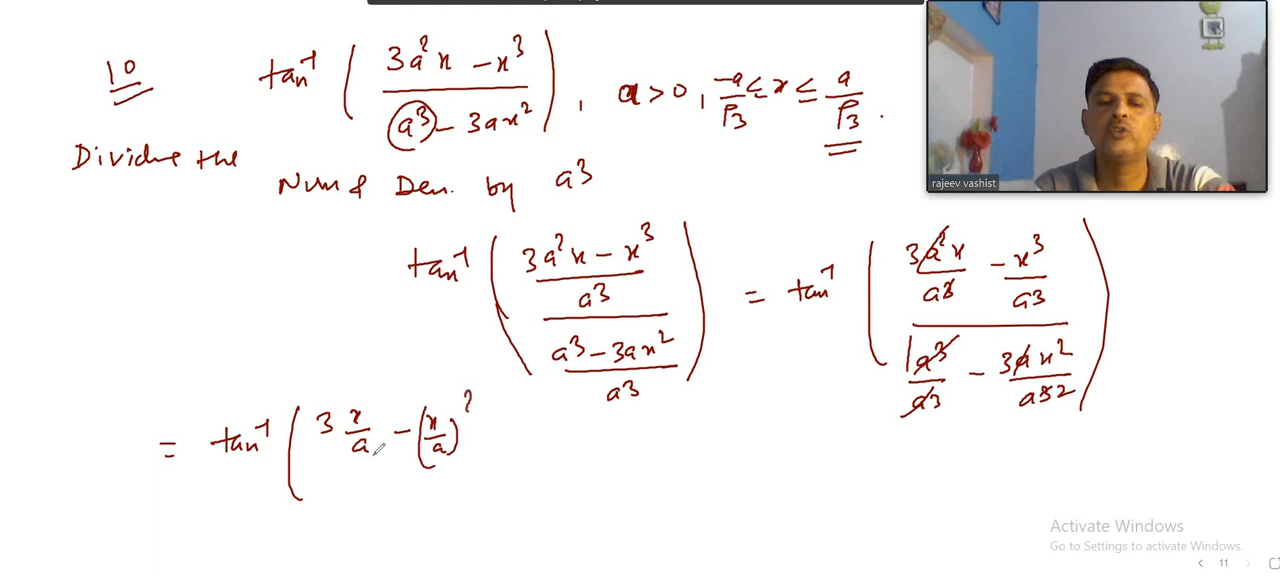 10 tan⁻¹ ( (3a²x − x³) / (a³ − 3ax²) ), a > 0, −a/√3 ≤ x ≤ a/√3.
Divide the
Num & Den. by a3
tan⁻¹ ( ((3a²x − x³) / a3) / ((a³ − 3ax²) / a3) ) = tan⁻¹ ( (3a²x/a3 − x³/a3) / (1 a³/a3 − 3ax²/a3 2) )
= tan⁻¹ ( 3 x/a − (x/a)
rajeev vashist
Activate Windows
Go to Settings to activate Windows.
< 11 >